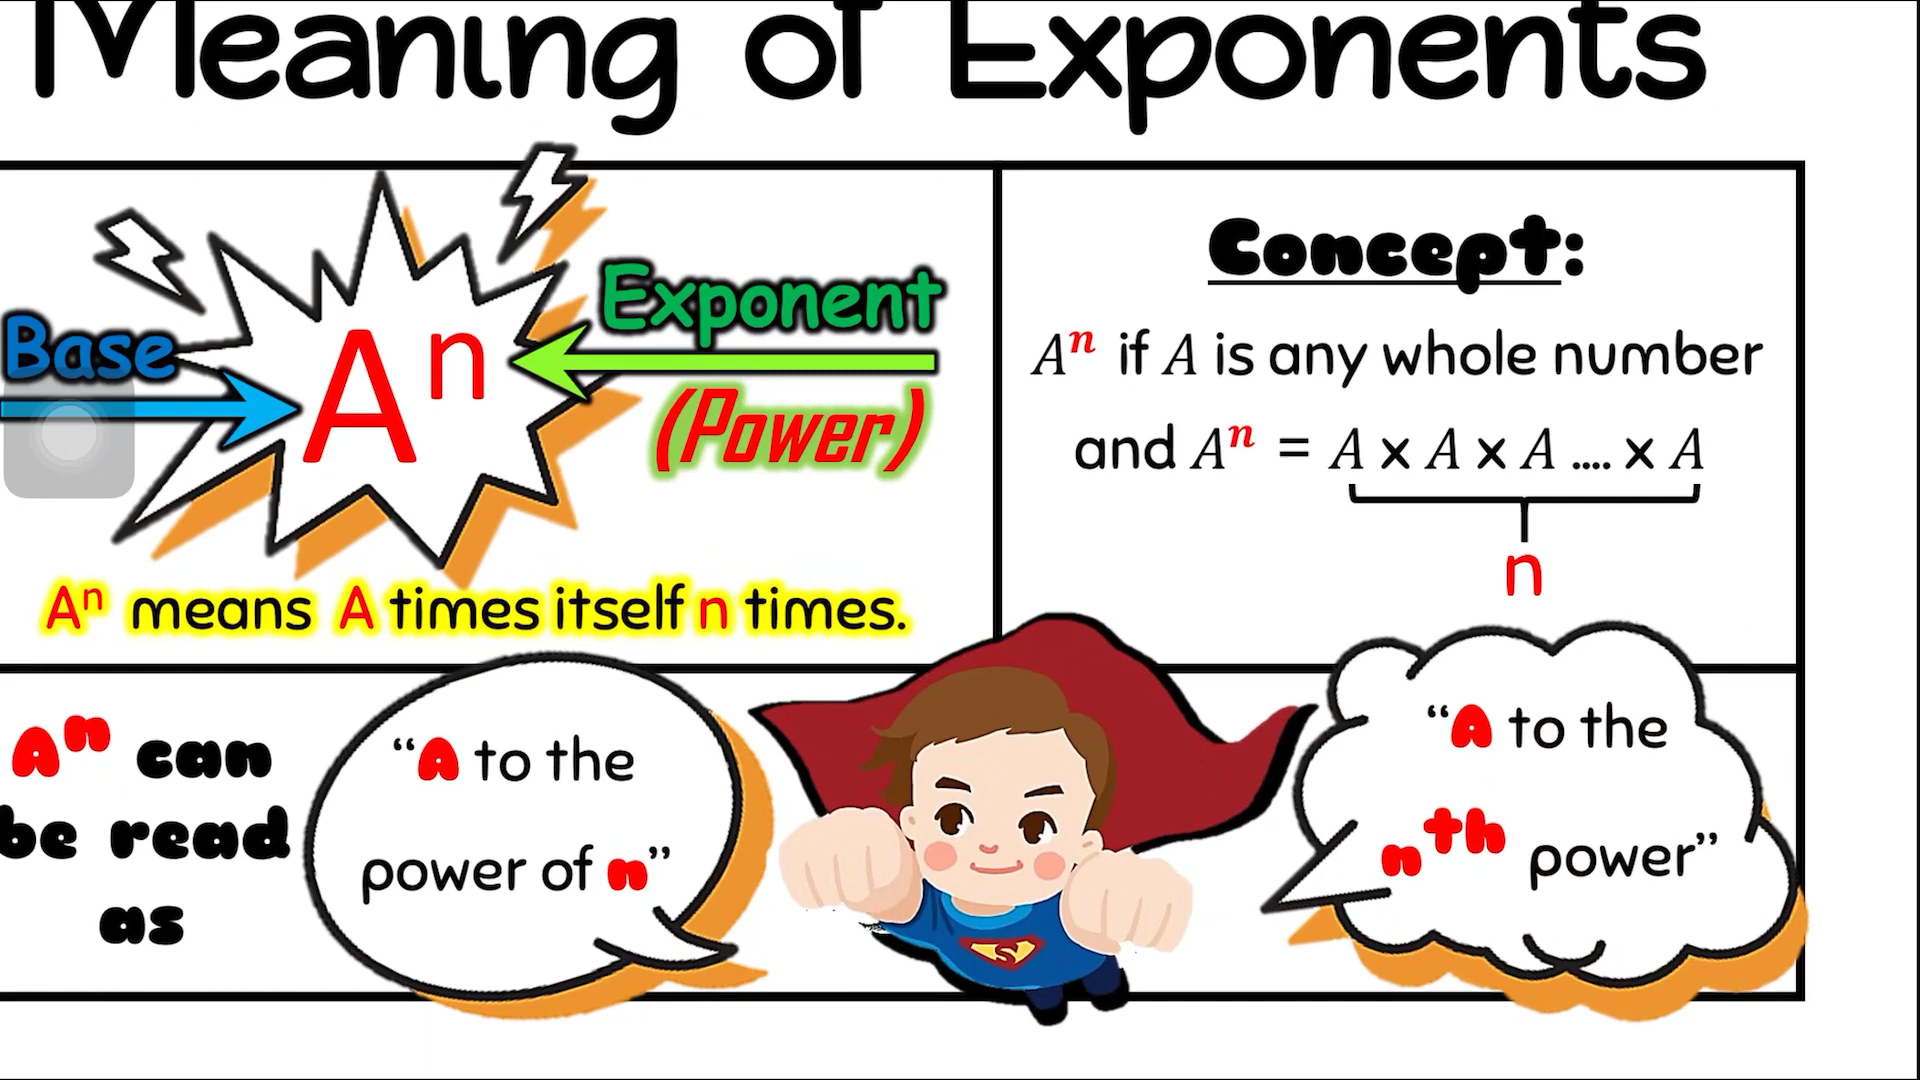 Meaning of Exponents
Base
Aⁿ
Exponent
(Power)
Aⁿ means A times itself n times.
Concept:
Aⁿ if A is any whole number
and Aⁿ = A x A x A .... x A
n
Aⁿ can
be read
as
“A to the
power of n”
S
“A to the
nᵗʰ power”